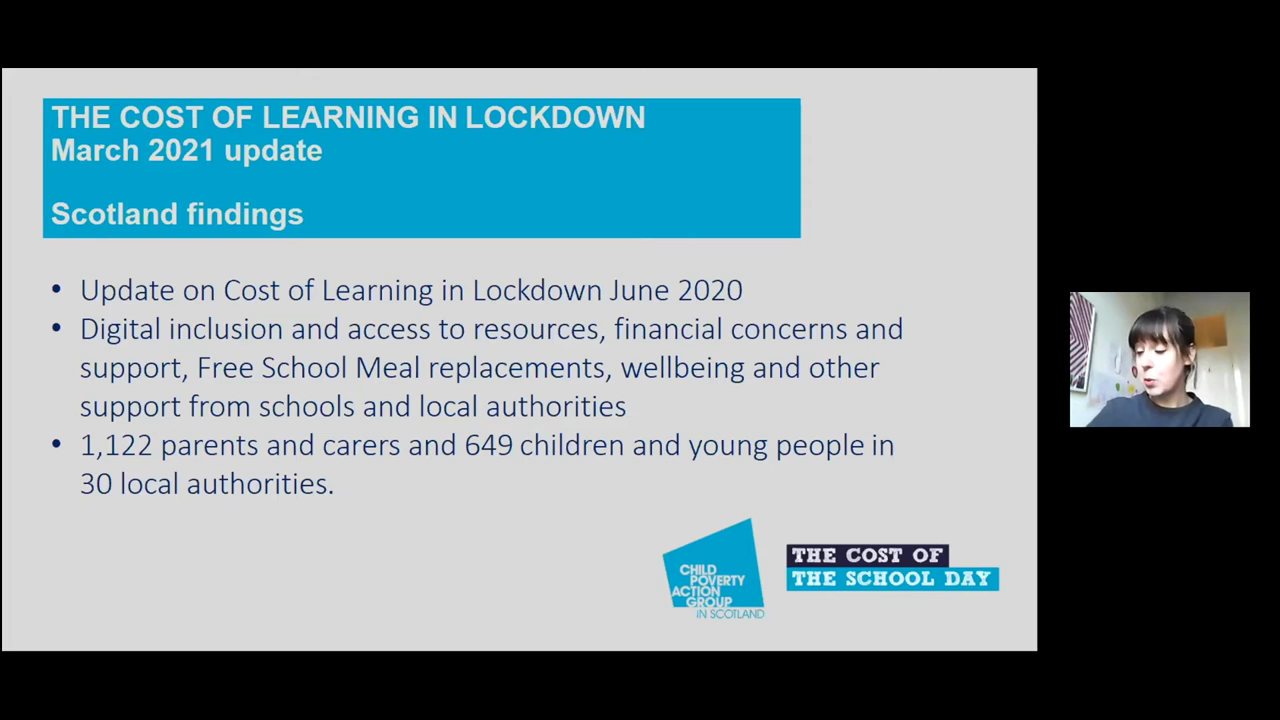 THE COST OF LEARNING IN LOCKDOWN
March 2021 update
Scotland findings
• Update on Cost of Learning in Lockdown June 2020
• Digital inclusion and access to resources, financial concerns and
support, Free School Meal replacements, wellbeing and other
support from schools and local authorities
• 1,122 parents and carers and 649 children and young people in
30 local authorities.
CHILD
POVERTY
ACTION
GROUP
IN SCOTLAND
THE COST OF
THE SCHOOL DAY